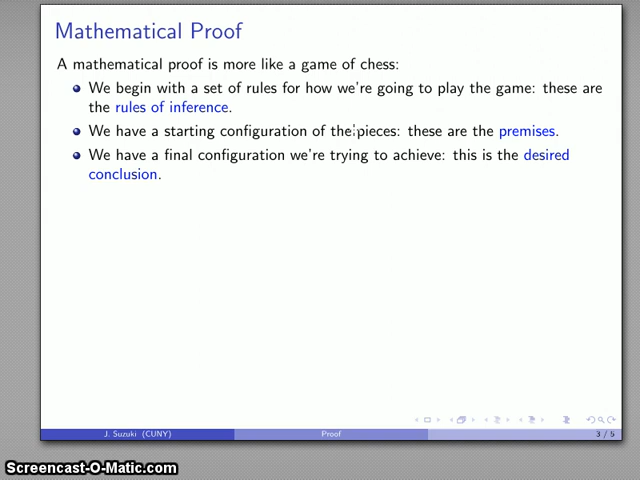 Mathematical Proof
A mathematical proof is more like a game of chess:
We begin with a set of rules for how we're going to play the game: these are
the rules of inference.
We have a starting configuration of the pieces: these are the premises.
We have a final configuration we're trying to achieve: this is the desired
conclusion.
J. Suzuki (CUNY) Proof 3 / 5
Screencast-O-Matic.com